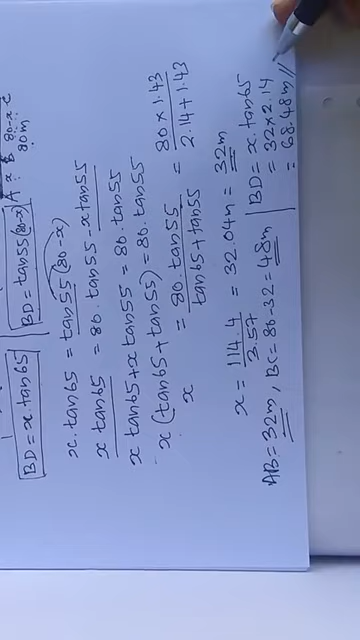 A x B 80-x C
80m
BD = x.tan65 | BD = tan55(80-x)
x.tan65 = tan55(80-x)
x tan65 = 80.tan55 - x tan55
x tan65 + x tan55 = 80.tan55
x(tan65 + tan55) = 80.tan55
x = 80.tan55 / tan65 + tan55 = 80 × 1.43 / 2.14 + 1.43
x = 114.4 / 3.57 = 32.04m = 32m
AB = 32m, BC = 80 - 32 = 48m | BD = x.tan65
= 32 × 2.14
= 68.48m //